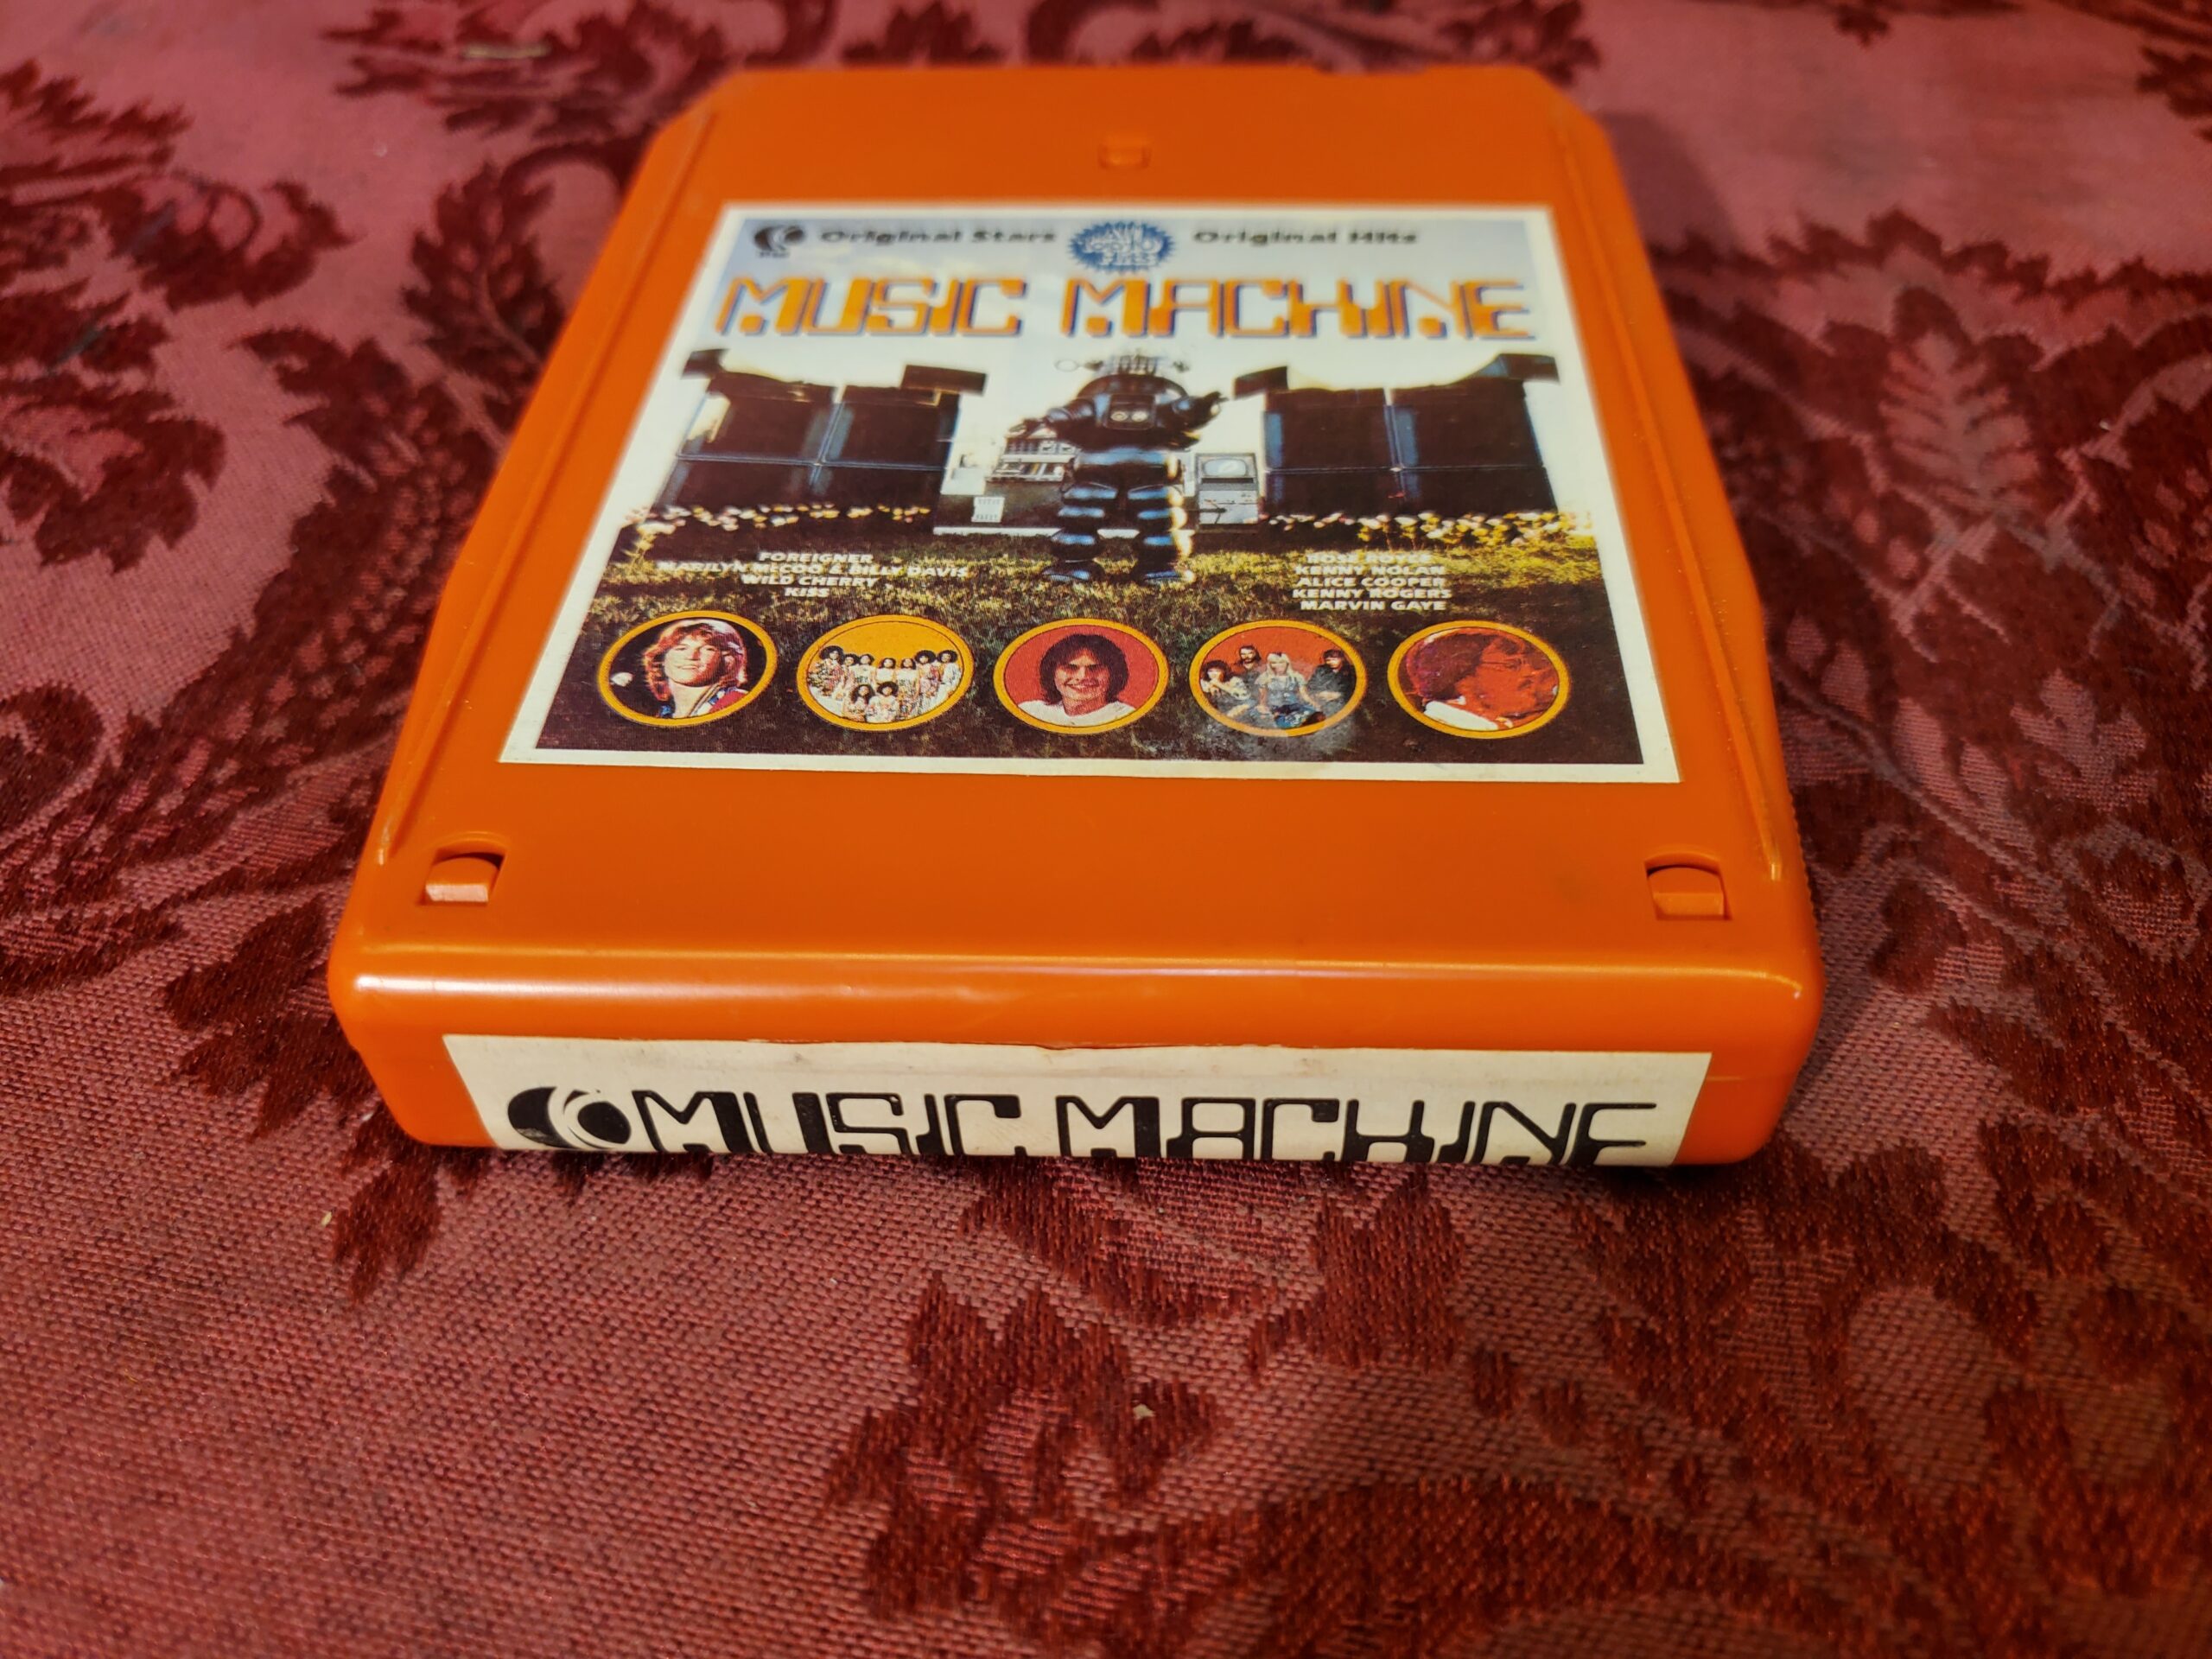 Original Stars
Original Hits
MUSIC MACHINE
FOREIGNER
MARILYN McCOO & BILLY DAVIS
WILD CHERRY
KISS
ROSE ROYCE
KENNY NOLAN
ALICE COOPER
KENNY ROGERS
MARVIN GAYE
MUSIC MACHINE